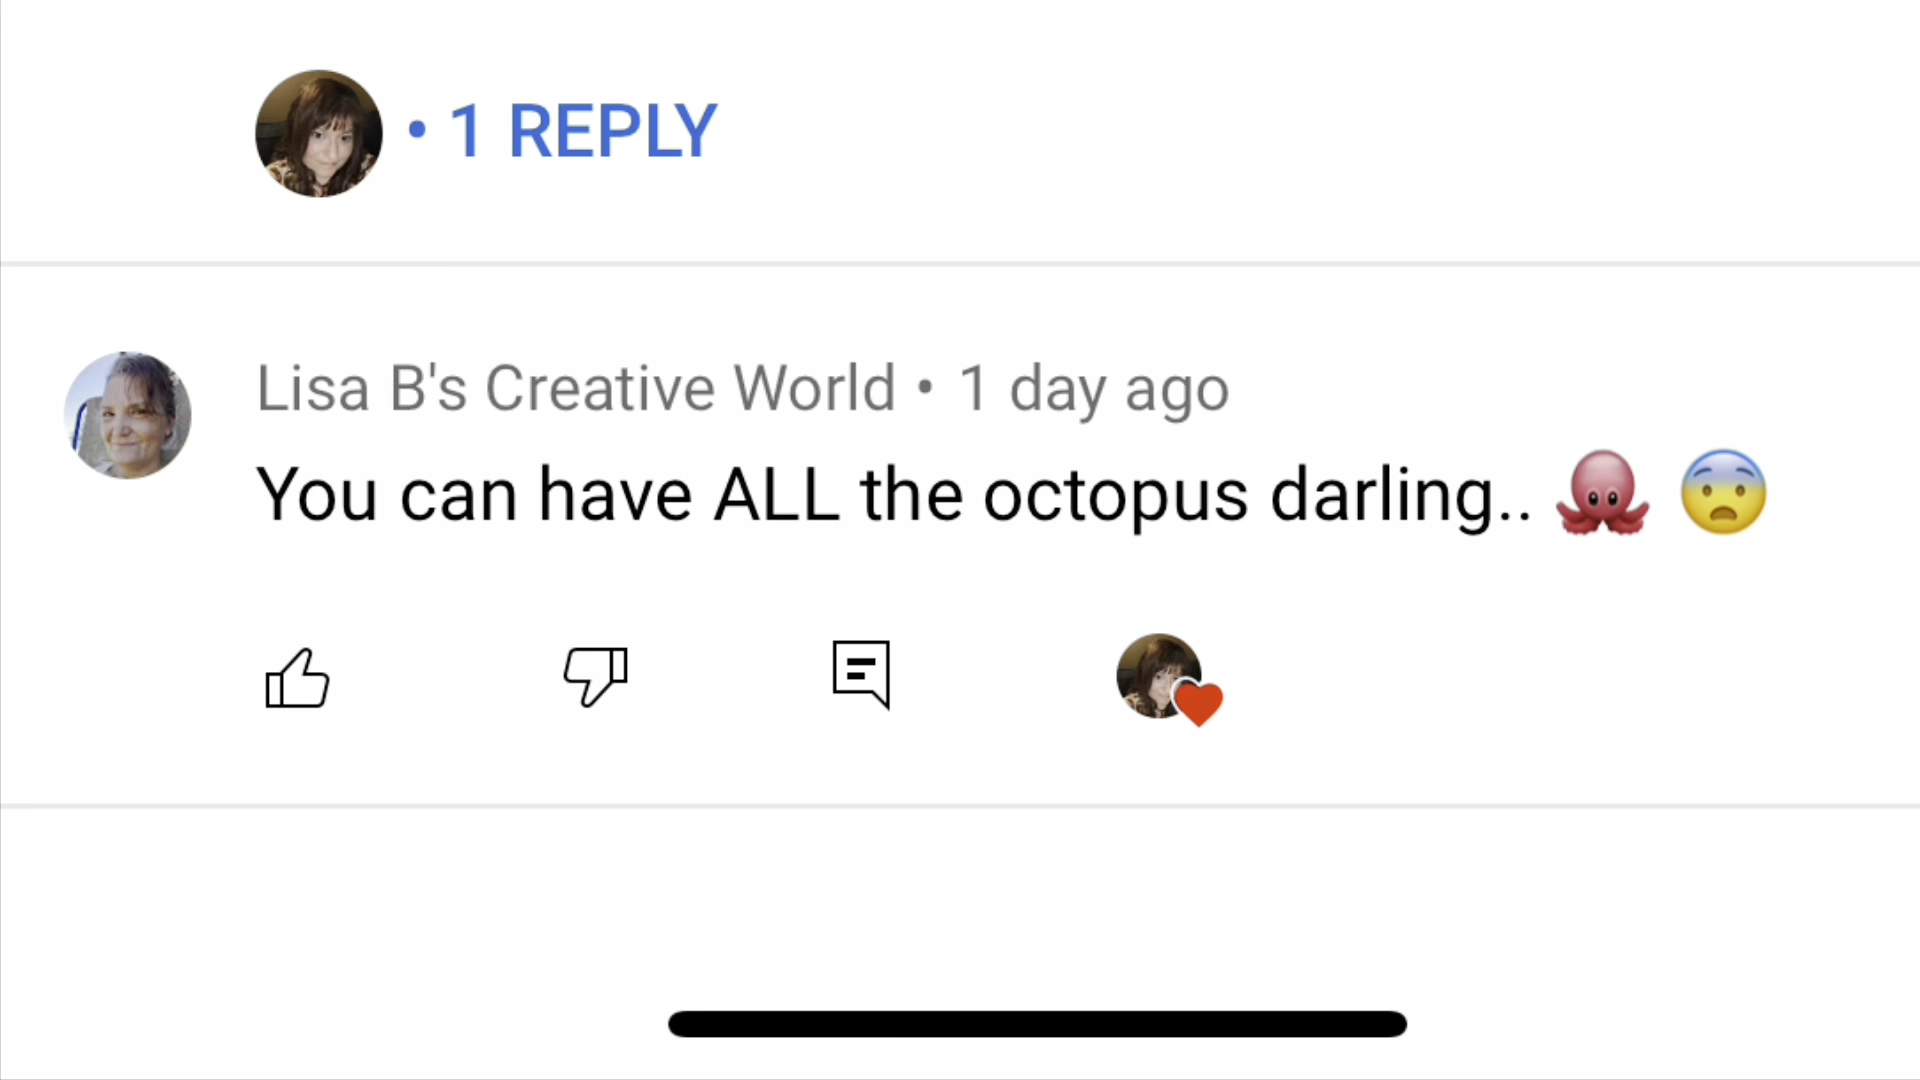 • 1 REPLY
Lisa B's Creative World • 1 day ago
You can have ALL the octopus darling.. 🐙 😨